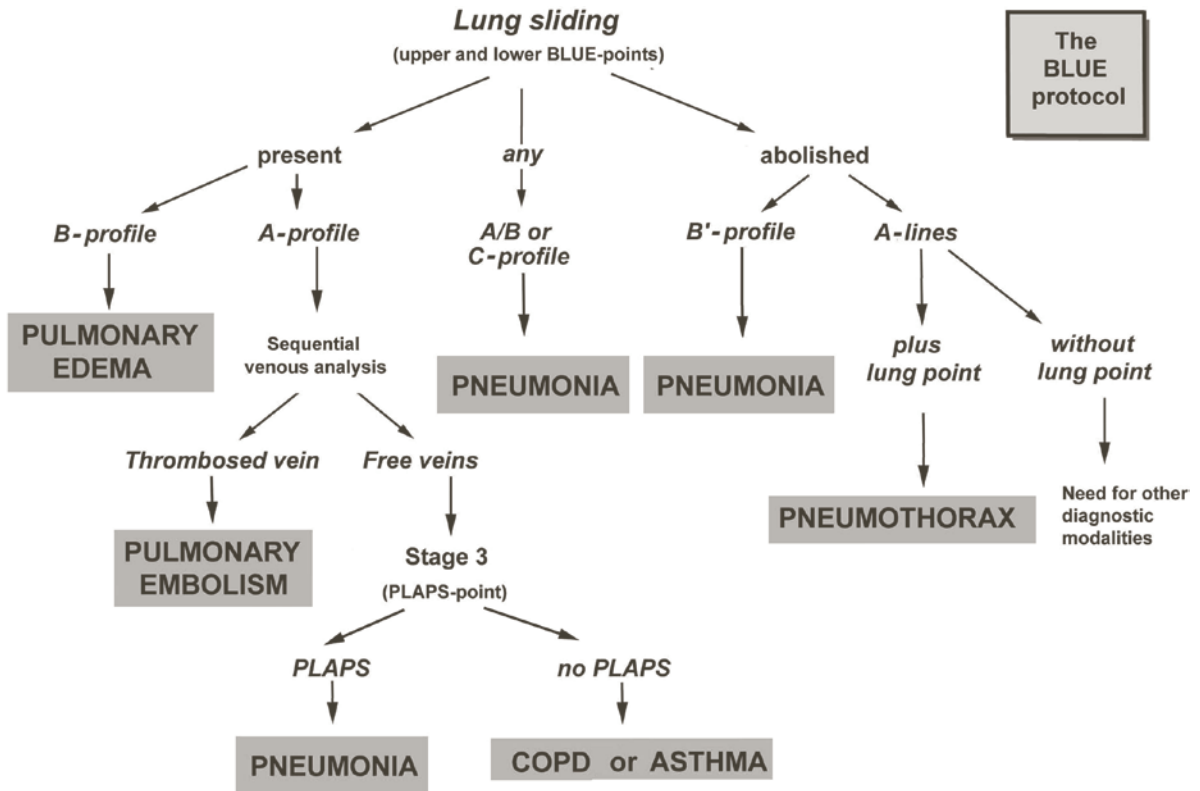 Lung sliding
(upper and lower BLUE-points)
The
BLUE
protocol
present
any
abolished
B-profile
A-profile
A/B or
C-profile
B'-profile
A-lines
PULMONARY
EDEMA
Sequential
venous analysis
PNEUMONIA
PNEUMONIA
plus
lung point
without
lung point
Thrombosed vein
Free veins
PNEUMOTHORAX
Need for other
diagnostic
modalities
PULMONARY
EMBOLISM
Stage 3
(PLAPS-point)
PLAPS
no PLAPS
PNEUMONIA
COPD or ASTHMA